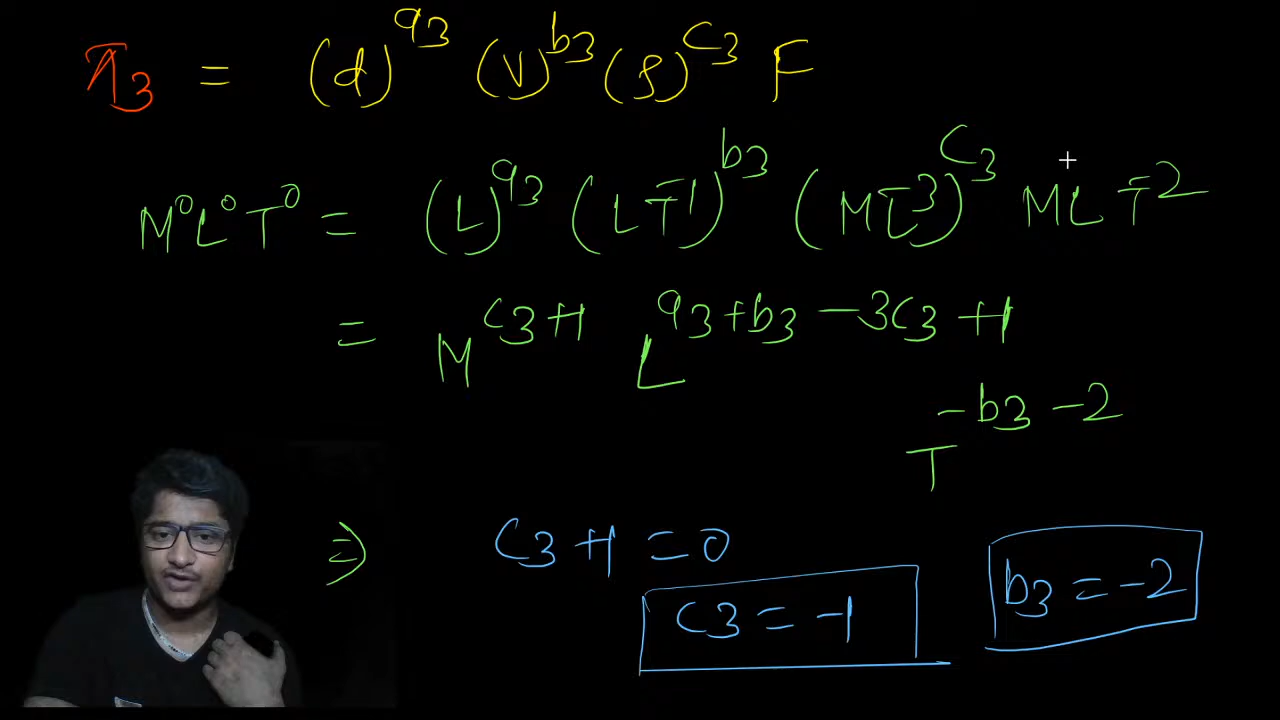 π3 = (d)^a3 (V)^b3 (ρ)^c3 F
M^0 L^0 T^0 = (L)^a3 (LT^-1)^b3 (ML^-3)^c3 MLT^-2
= M^c3+1 L^a3+b3-3c3+1
T^-b3-2
⇒ c3+1 = 0
c3 = -1 b3 = -2